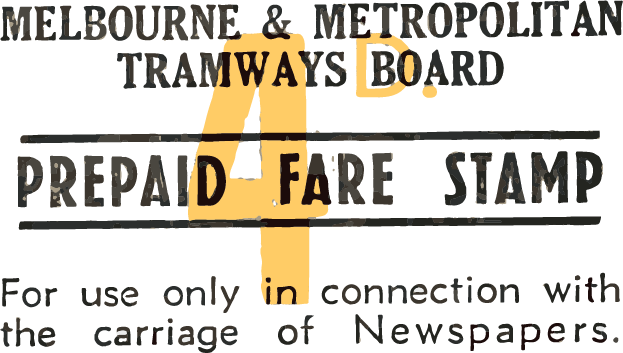 MELBOURNE & METROPOLITAN
TRAMWAYS BOARD
4D.
PREPAID FARE STAMP
For use only in connection with
the carriage of Newspapers.